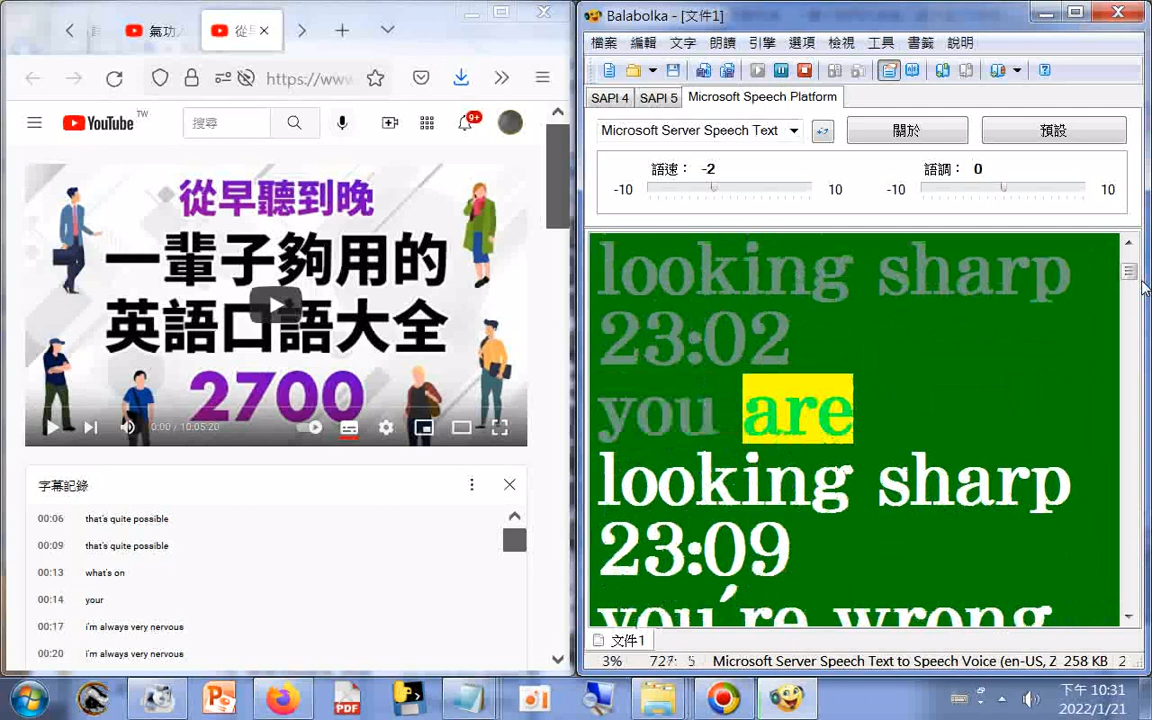 氣功
從
https://www
YouTube TW
搜尋
9+
從早聽到晚
一輩子夠用的
英語口語大全
2700
0:00 / 10:05:20
字幕記錄
00:06 that's quite possible
00:09 that's quite possible
00:13 what's on
00:14 your
00:17 i'm always very nervous
00:20 i'm always very nervous
Balabolka - [文件1]
檔案 編輯 文字 朗讀 引擎 選項 檢視 工具 書籤 說明
SAPI 4 SAPI 5 Microsoft Speech Platform
Microsoft Server Speech Text 關於 預設
語速： -2 語調： 0
-10 10 -10 10
looking sharp
23:02
you are
looking sharp
23:09
you're wrong
文件1
3% 727: 5 Microsoft Server Speech Text to Speech Voice (en-US, Z 258 KB 2
下午 10:31
2022/1/21